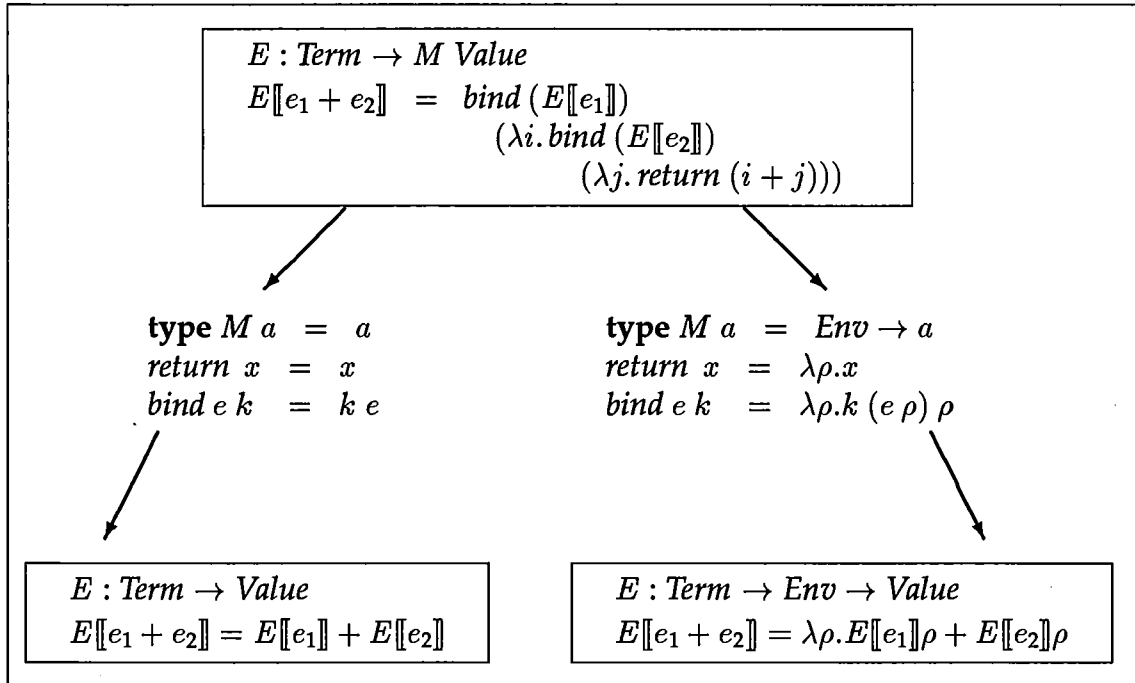 E : Term → M Value
E⟦e₁ + e₂⟧ = bind (E⟦e₁⟧)
(λi. bind (E⟦e₂⟧)
(λj. return (i + j)))
type M a = a
return x = x
bind e k = k e
type M a = Env → a
return x = λρ.x
bind e k = λρ.k (e ρ) ρ
E : Term → Value
E⟦e₁ + e₂⟧ = E⟦e₁⟧ + E⟦e₂⟧
E : Term → Env → Value
E⟦e₁ + e₂⟧ = λρ.E⟦e₁⟧ρ + E⟦e₂⟧ρ